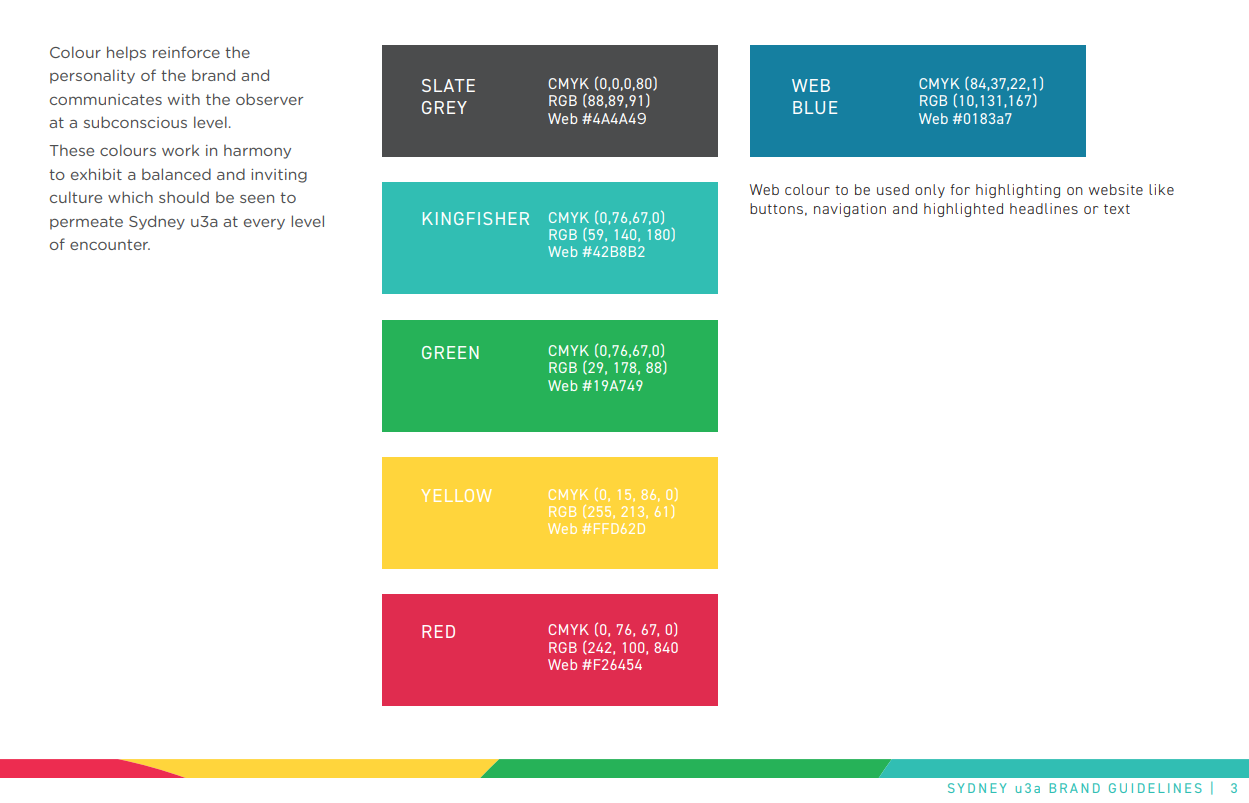 Colour helps reinforce the
personality of the brand and
communicates with the observer
at a subconscious level.
These colours work in harmony
to exhibit a balanced and inviting
culture which should be seen to
permeate Sydney u3a at every level
of encounter.
SLATE
GREY
CMYK (0,0,0,80)
RGB (88,89,91)
Web #4A4A49
KINGFISHER
CMYK (0,76,67,0)
RGB (59, 140, 180)
Web #42B8B2
GREEN
CMYK (0,76,67,0)
RGB (29, 178, 88)
Web #19A749
YELLOW
CMYK (0, 15, 86, 0)
RGB (255, 213, 61)
Web #FFD62D
RED
CMYK (0, 76, 67, 0)
RGB (242, 100, 840
Web #F26454
WEB
BLUE
CMYK (84,37,22,1)
RGB (10,131,167)
Web #0183a7
Web colour to be used only for highlighting on website like
buttons, navigation and highlighted headlines or text
SYDNEY u3a BRAND GUIDELINES | 3